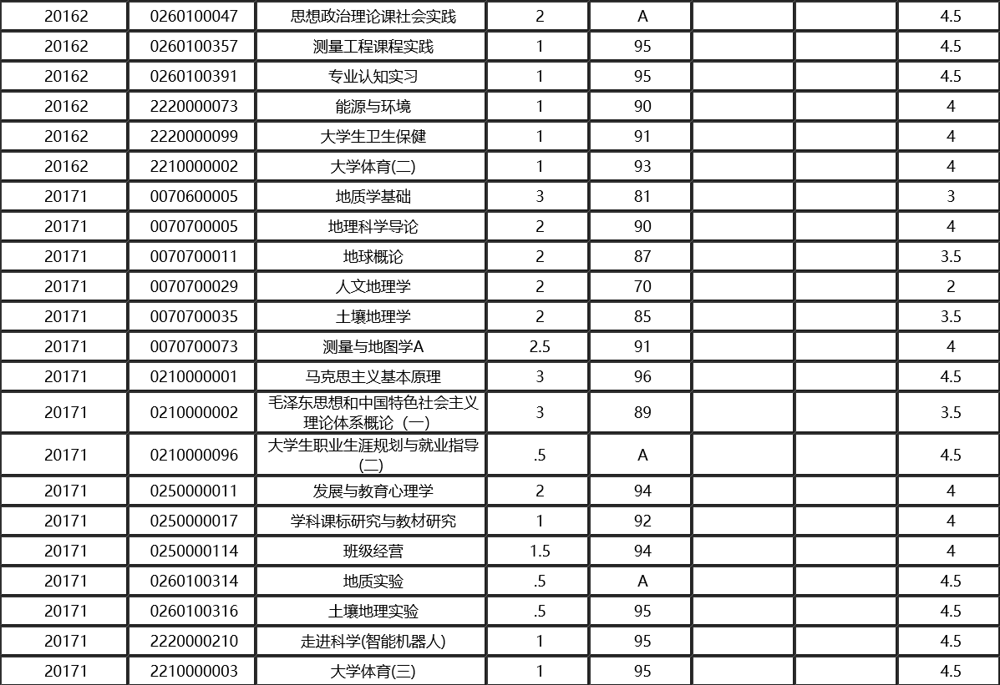 20162 0260100047 思想政治理论课社会实践 2 A 4.5
20162 0260100357 测量工程课程实践 1 95 4.5
20162 0260100391 专业认知实习 1 95 4.5
20162 2220000073 能源与环境 1 90 4
20162 2220000099 大学生卫生保健 1 91 4
20162 2210000002 大学体育(二) 1 93 4
20171 0070600005 地质学基础 3 81 3
20171 0070700005 地理科学导论 2 90 4
20171 0070700011 地球概论 2 87 3.5
20171 0070700029 人文地理学 2 70 2
20171 0070700035 土壤地理学 2 85 3.5
20171 0070700073 测量与地图学A 2.5 91 4
20171 0210000001 马克思主义基本原理 3 96 4.5
20171 0210000002 毛泽东思想和中国特色社会主义
理论体系概论（一） 3 89 3.5
20171 0210000096 大学生职业生涯规划与就业指导
(二) .5 A 4.5
20171 0250000011 发展与教育心理学 2 94 4
20171 0250000017 学科课标研究与教材研究 1 92 4
20171 0250000114 班级经营 1.5 94 4
20171 0260100314 地质实验 .5 A 4.5
20171 0260100316 土壤地理实验 .5 95 4.5
20171 2220000210 走进科学(智能机器人) 1 95 4.5
20171 2210000003 大学体育(三) 1 95 4.5